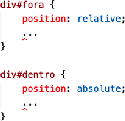 div#fora {
position: relative;
...
}
div#dentro {
position: absolute;
...
}